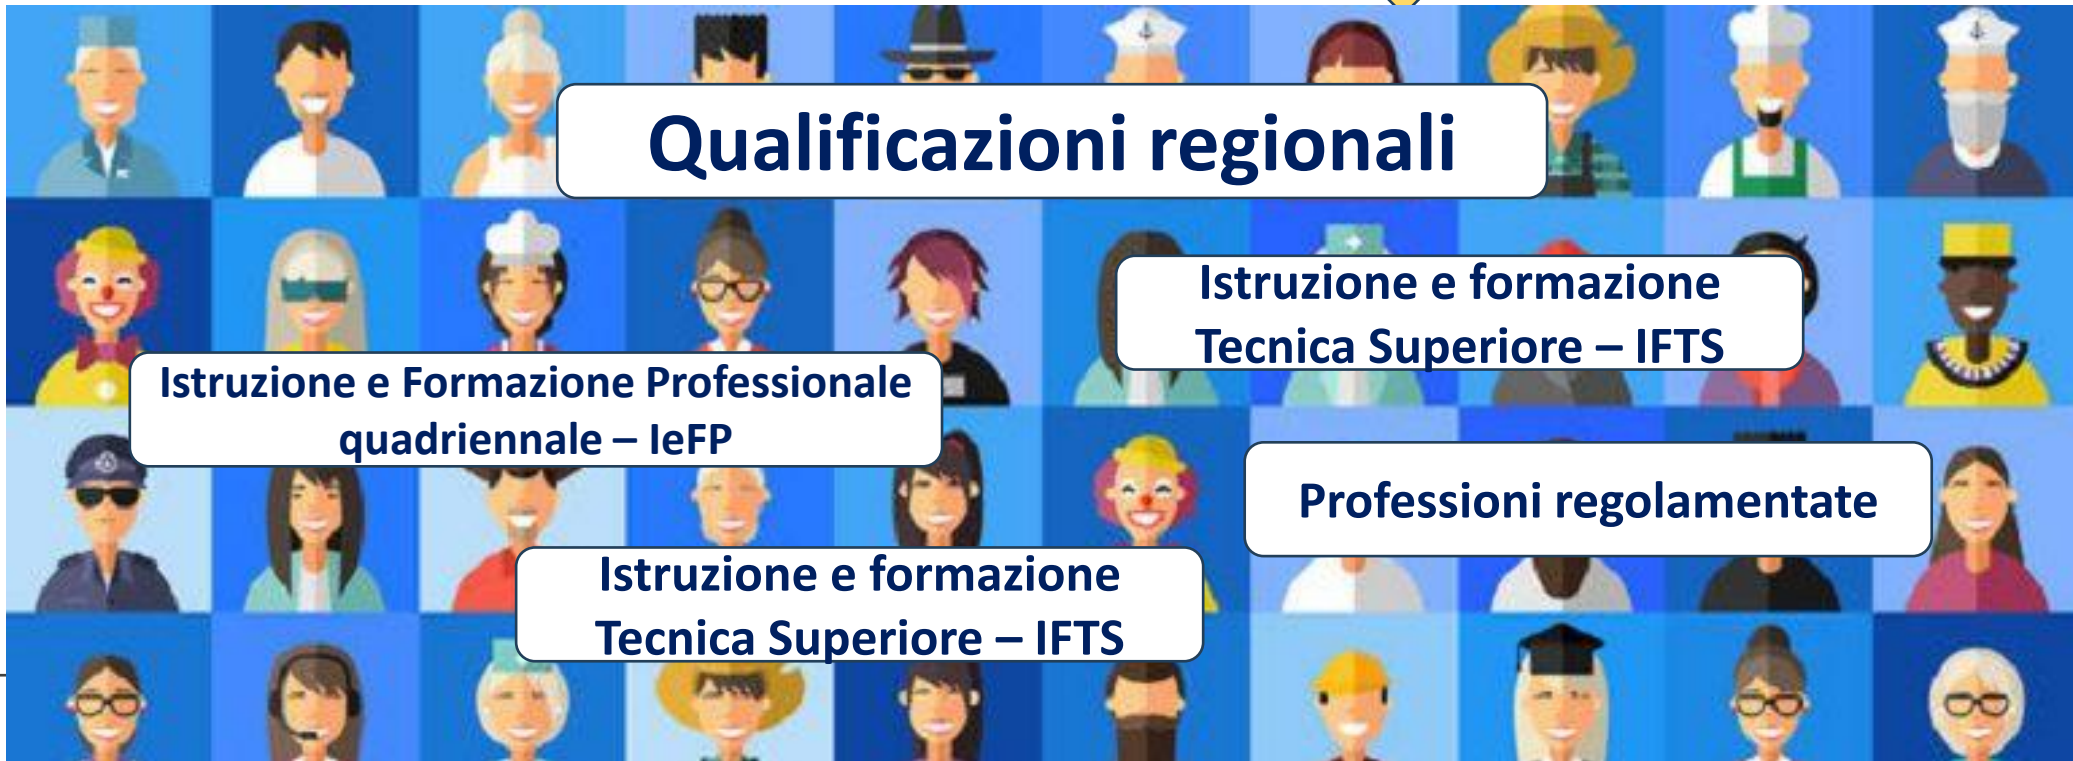 Qualificazioni regionali
Istruzione e formazione
Tecnica Superiore – IFTS
Istruzione e Formazione Professionale
quadriennale – IeFP
Professioni regolamentate
Istruzione e formazione
Tecnica Superiore – IFTS